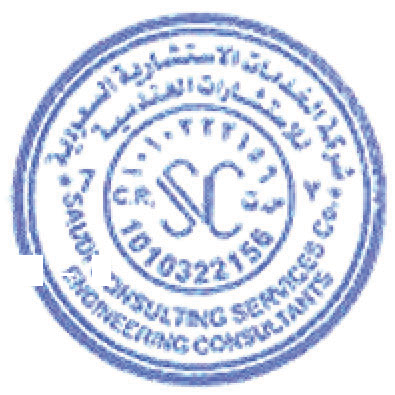 شركة الخدمات الاستشارية السعودية
للاستشارات الهندسية
١٠١٠٣٢٢١٥٦
C.R. س.ت
SC
1010322156
SAUDI CONSULTING SERVICES Co.
ENGINEERING CONSULTANTS